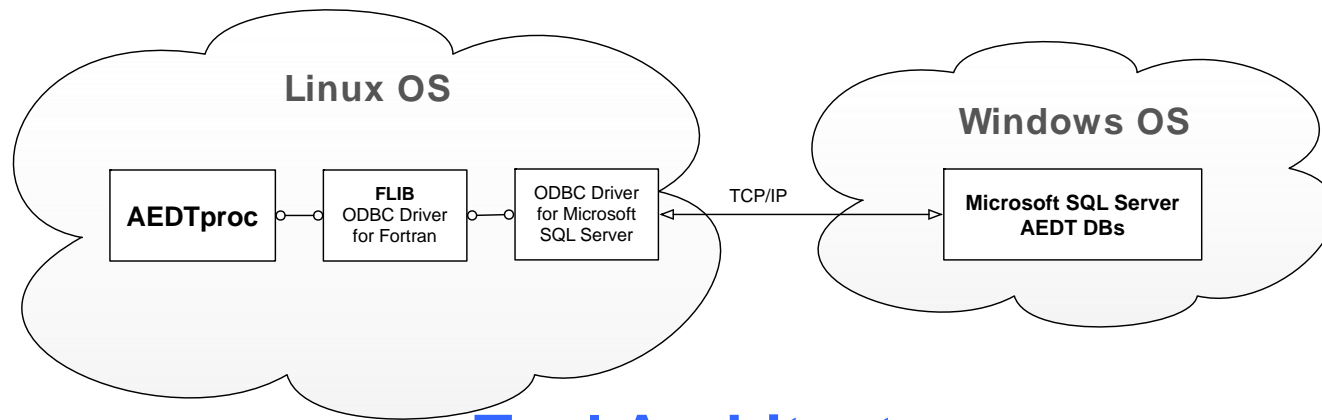 Linux OS
Windows OS
AEDTproc
FLIB
ODBC Driver
for Fortran
ODBC Driver
for Microsoft
SQL Server
TCP/IP
Microsoft SQL Server
AEDT DBs